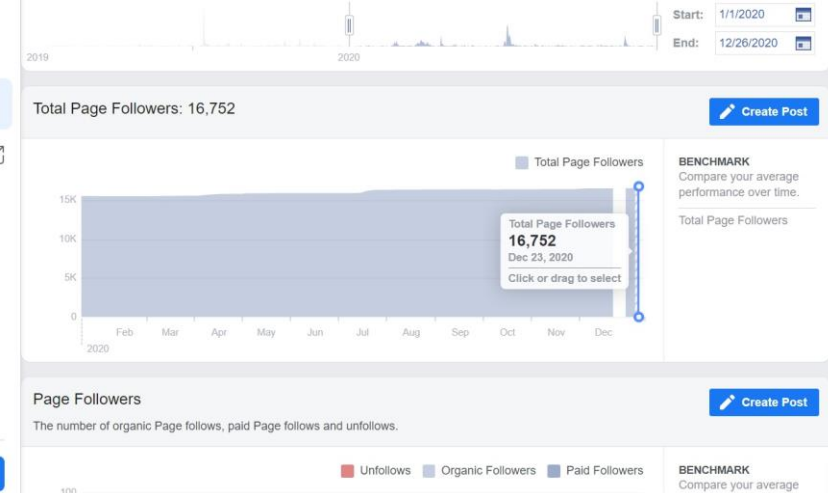 Start: 1/1/2020
End: 12/26/2020
2019
2020
Total Page Followers: 16,752
Create Post
Total Page Followers
BENCHMARK
Compare your average
performance over time.
Total Page Followers
15K
10K
5K
0
Total Page Followers
16,752
Dec 23, 2020
Click or drag to select
Feb Mar Apr May Jun Jul Aug Sep Oct Nov Dec
2020
Page Followers
Create Post
The number of organic Page follows, paid Page follows and unfollows.
Unfollows Organic Followers Paid Followers
BENCHMARK
Compare your average
100